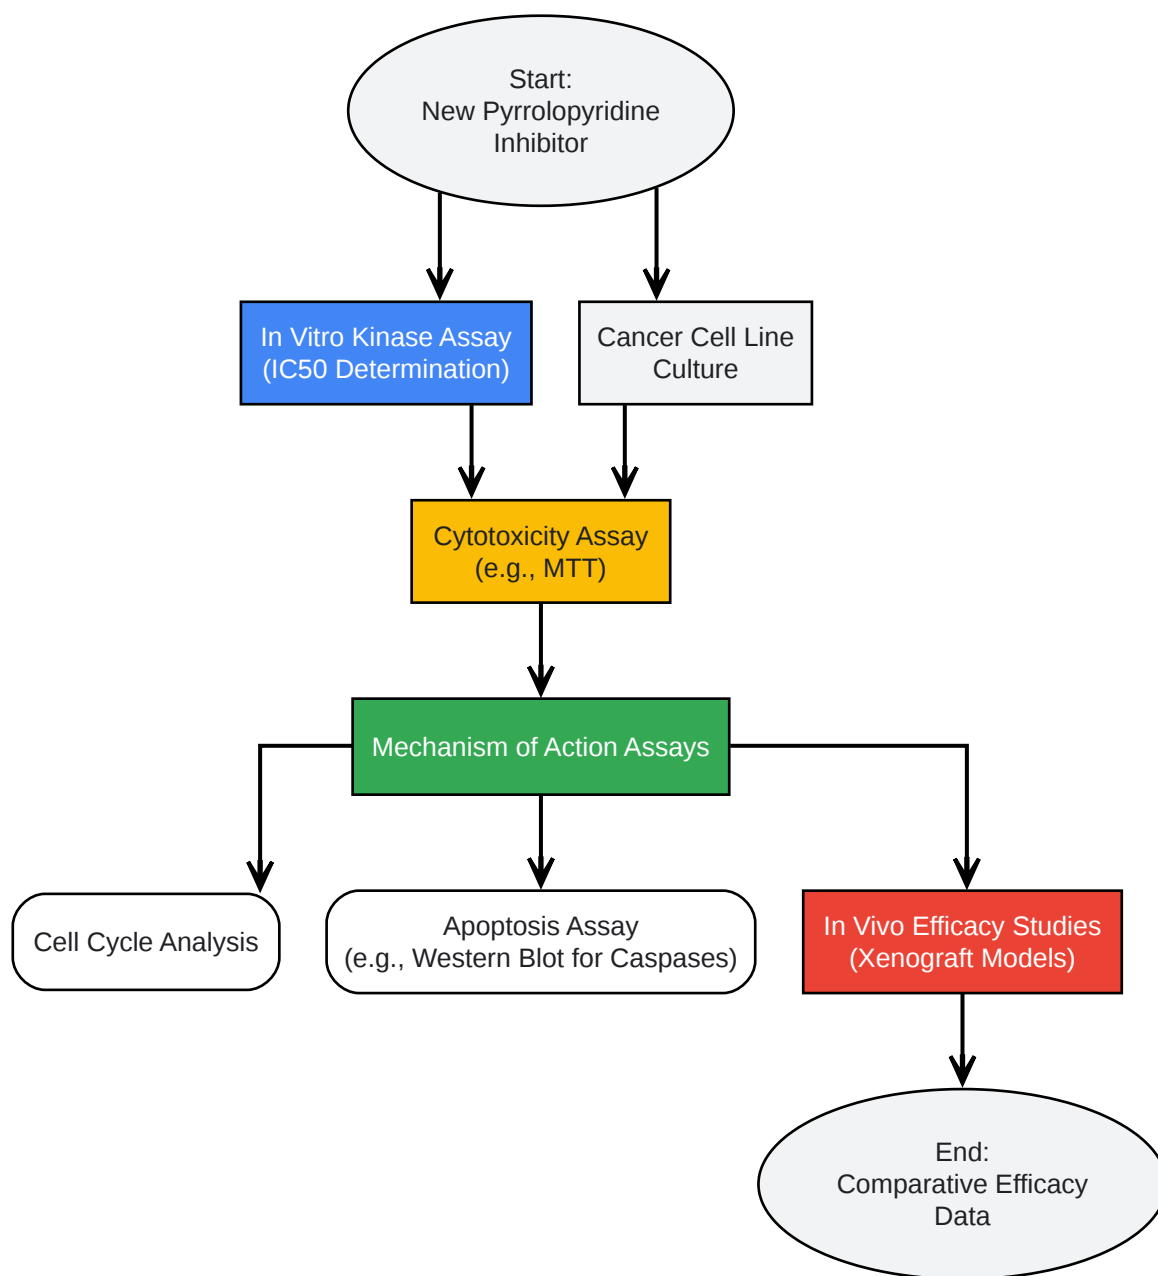 Start:
New Pyrrolopyridine
Inhibitor
In Vitro Kinase Assay
(IC50 Determination)
Cancer Cell Line
Culture
Cytotoxicity Assay
(e.g., MTT)
Mechanism of Action Assays
Cell Cycle Analysis
Apoptosis Assay
(e.g., Western Blot for Caspases)
In Vivo Efficacy Studies
(Xenograft Models)
End:
Comparative Efficacy
Data